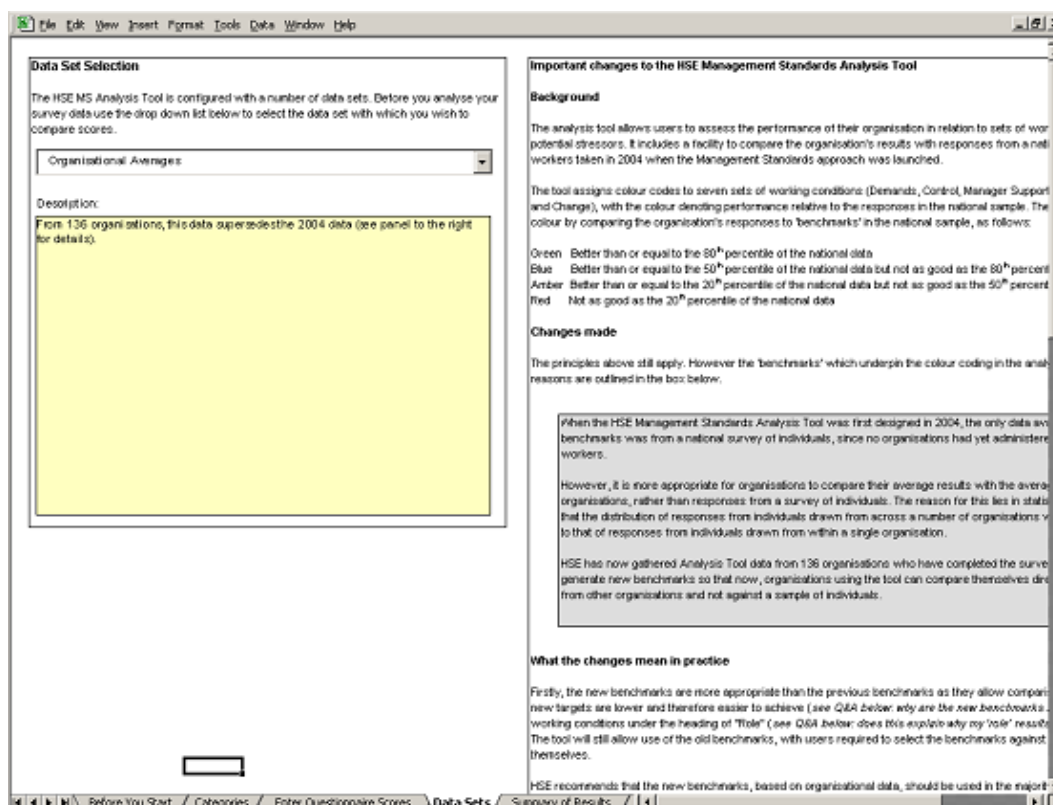 File Edit View Insert Format Tools Data Window Help
Data Set Selection
The HSE MS Analysis Tool is configured with a number of data sets. Before you analyse your
survey data use the drop down list below to select the data set with which you wish to
compare scores.
Organisational Averages
Description:
From 136 organisations, this data supersedes the 2004 data (see panel to the right
for details).
Important changes to the HSE Management Standards Analysis Tool
Background
The analysis tool allows users to assess the performance of their organisation in relation to sets of wor
potential stressors. It includes a facility to compare the organisation's results with responses from a nati
workers taken in 2004 when the Management Standards approach was launched.
The tool assigns colour codes to seven sets of working conditions (Demands, Control, Manager Support
and Change), with the colour denoting performance relative to the responses in the national sample. The
colour by comparing the organisation's responses to 'benchmarks' in the national sample, as follows:
Green Better than or equal to the 80th percentile of the national data
Blue Better than or equal to the 50th percentile of the national data but not as good as the 80th percent
Amber Better than or equal to the 20th percentile of the national data but not as good as the 50th percent
Red Not as good as the 20th percentile of the national data
Changes made
The principles above still apply. However the 'benchmarks' which underpin the colour coding in the analy
reasons are outlined in the box below.
When the HSE Management Standards Analysis Tool was first designed in 2004, the only data ava
benchmarks was from a national survey of individuals, since no organisations had yet administere
workers.
However, it is more appropriate for organisations to compare their average results with the averag
organisations, rather than responses from a survey of individuals. The reason for this lies in statis
that the distribution of responses from individuals drawn from across a number of organisations w
to that of responses from individuals drawn from within a single organisation.
HSE has now gathered Analysis Tool data from 136 organisations who have completed the surve
generate new benchmarks so that now, organisations using the tool can compare themselves dire
from other organisations and not against a sample of individuals.
What the changes mean in practice
Firstly, the new benchmarks are more appropriate than the previous benchmarks as they allow compari
new targets are lower and therefore easier to achieve (see Q&A below: why are the new benchmarks
working conditions under the heading of "Role" (see Q&A below: does this explain why my 'role' results
The tool will still allow use of the old benchmarks, with users required to select the benchmarks against
themselves.
HSE recommends that the new benchmarks, based on organisational data, should be used in the majorit
Before You Start Categories Enter Questionnaire Scores Data Sets Summary of Results